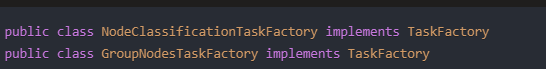 public class NodeClassificationTaskFactory implements TaskFactory
public class GroupNodesTaskFactory implements TaskFactory